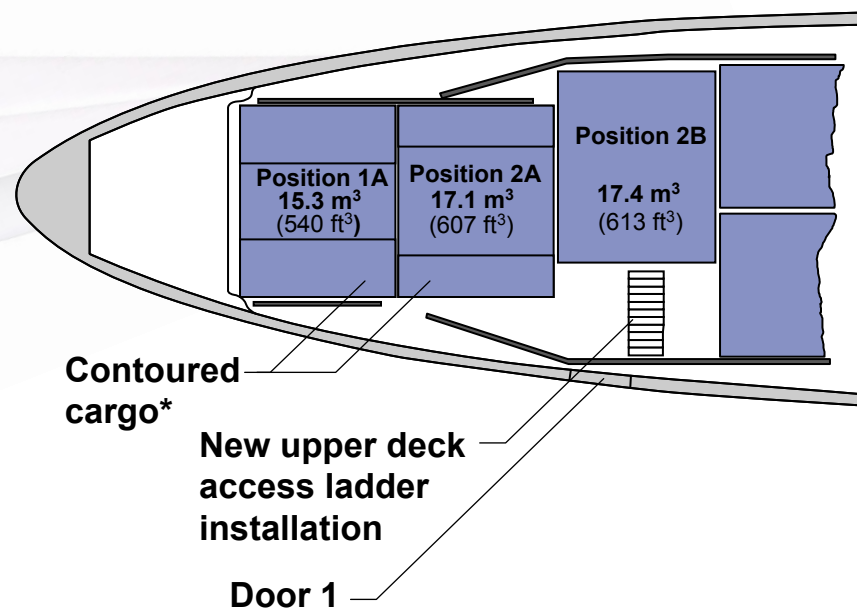 Position 1A
15.3 m³
(540 ft³)
Position 2A
17.1 m³
(607 ft³)
Position 2B
17.4 m³
(613 ft³)
Contoured
cargo*
New upper deck
access ladder
installation
Door 1